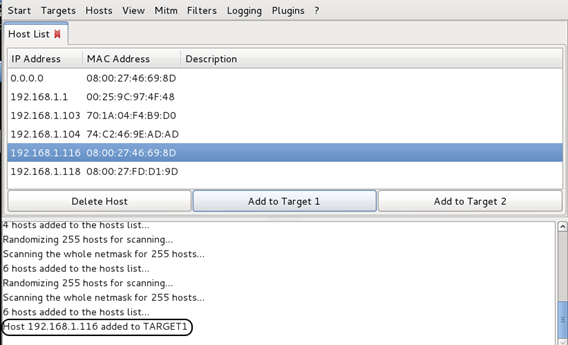 Start Targets Hosts View Mitm Filters Logging Plugins ?
Host List
IP Address MAC Address Description
0.0.0.0 08:00:27:46:69:8D
192.168.1.1 00:25:9C:97:4F:48
192.168.1.103 70:1A:04:F4:B9:D0
192.168.1.104 74:C2:46:9E:AD:AD
192.168.1.116 08:00:27:46:69:8D
192.168.1.118 08:00:27:FD:D1:9D
Delete Host Add to Target 1 Add to Target 2
4 hosts added to the hosts list...
Randomizing 255 hosts for scanning...
Scanning the whole netmask for 255 hosts...
6 hosts added to the hosts list...
Randomizing 255 hosts for scanning...
Scanning the whole netmask for 255 hosts...
6 hosts added to the hosts list...
Host 192.168.1.116 added to TARGET1